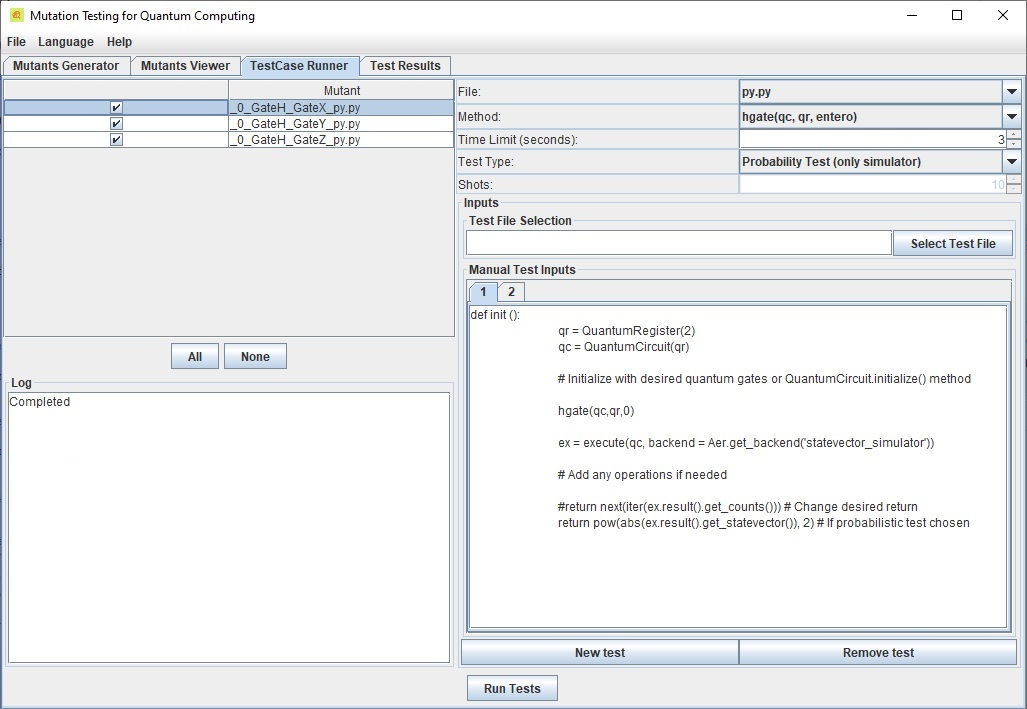 Mutation Testing for Quantum Computing
File Language Help
Mutants Generator Mutants Viewer TestCase Runner Test Results
Mutant
_0_GateH_GateX_py.py
_0_GateH_GateY_py.py
_0_GateH_GateZ_py.py
All None
Log
Completed
File: py.py
Method: hgate(qc, qr, entero)
Time Limit (seconds): 3
Test Type: Probability Test (only simulator)
Shots: 10
Inputs
Test File Selection
Select Test File
Manual Test Inputs
1 2
def init ():
qr = QuantumRegister(2)
qc = QuantumCircuit(qr)
# Initialize with desired quantum gates or QuantumCircuit.initialize() method
hgate(qc,qr,0)
ex = execute(qc, backend = Aer.get_backend('statevector_simulator'))
# Add any operations if needed
#return next(iter(ex.result().get_counts())) # Change desired return
return pow(abs(ex.result().get_statevector()), 2) # If probabilistic test chosen
New test Remove test
Run Tests